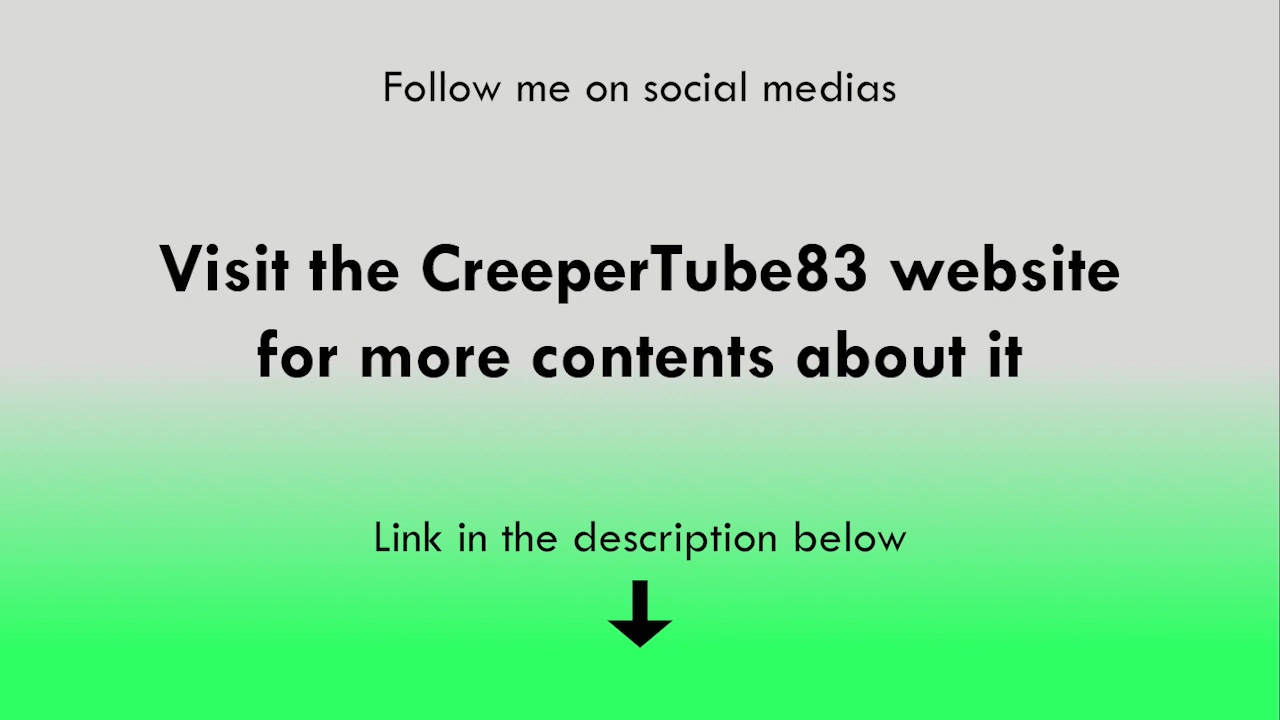 Follow me on social medias
Visit the CreeperTube83 website
for more contents about it
Link in the description below